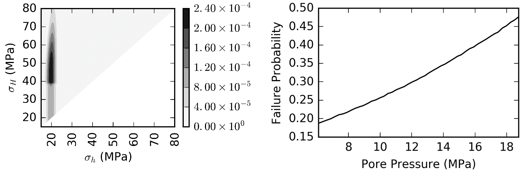 80
70
60
50
40
30
20
σH (MPa)
20
30
40
50
60
70
80
σh (MPa)
2.40 × 10⁻⁴
2.00 × 10⁻⁴
1.60 × 10⁻⁴
1.20 × 10⁻⁴
8.00 × 10⁻⁵
4.00 × 10⁻⁵
0.00 × 10⁰
0.50
0.45
0.40
0.35
0.30
0.25
0.20
0.15
Failure Probability
8
10
12
14
16
18
Pore Pressure (MPa)